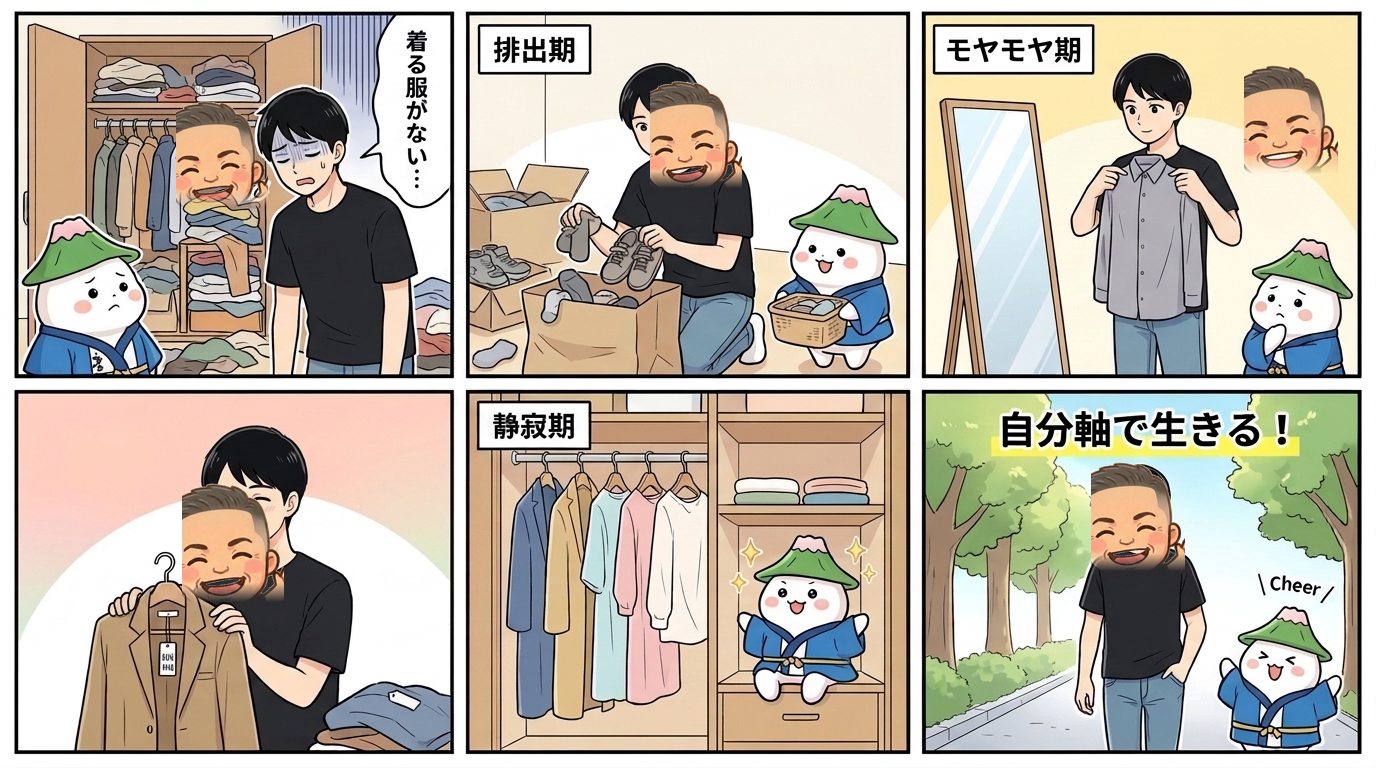 着る服がない…
排出期
モヤモヤ期
静寂期
自分軸で生きる！
\ Cheer /